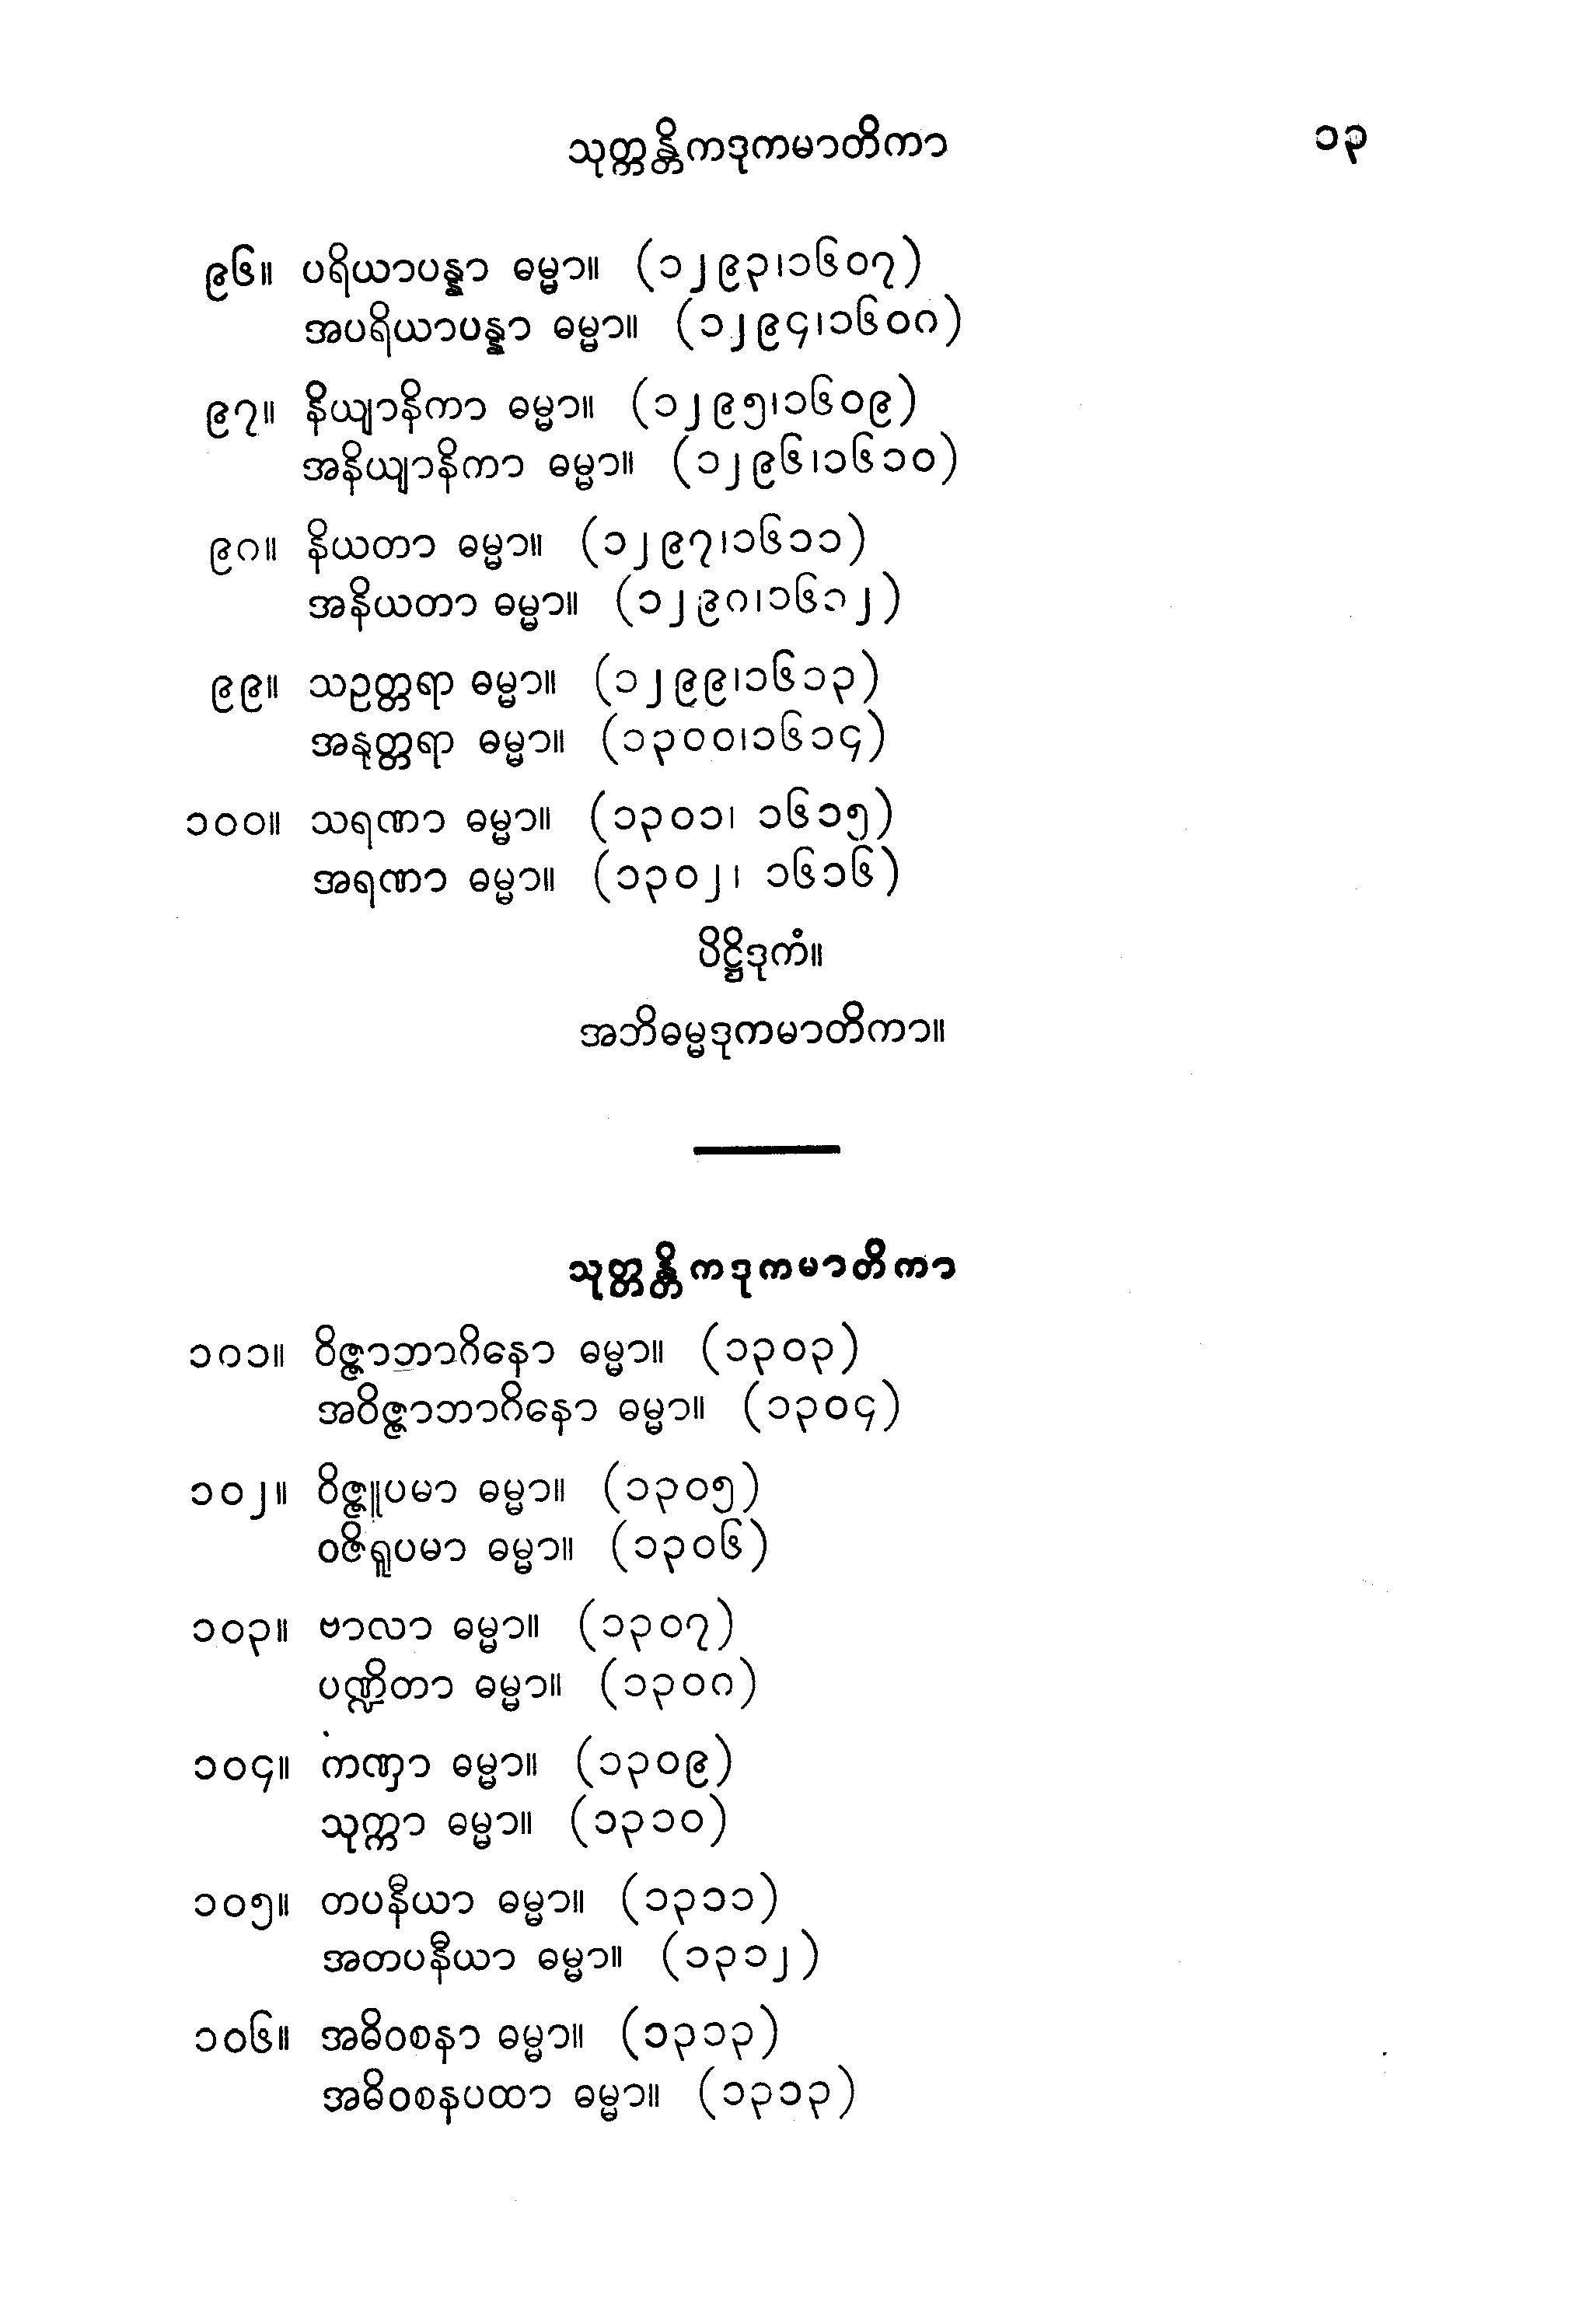 သုတ္တန္တိကဒုကမာတိကာ ၁၃
၉၆။ ပရိယာပန္နာ ဓမ္မာ။ (၁၂၉၃၊၁၆၀၇)
အပရိယာပန္နာ ဓမ္မာ။ (၁၂၉၄၊၁၆၀၈)
၉၇။ နိယျာနိကာ ဓမ္မာ။ (၁၂၉၅၊၁၆၀၉)
အနိယျာနိကာ ဓမ္မာ။ (၁၂၉၆၊၁၆၁၀)
၉၈။ နိယတာ ဓမ္မာ။ (၁၂၉၇၊၁၆၁၁)
အနိယတာ ဓမ္မာ။ (၁၂၉၈၊၁၆၁၂)
၉၉။ သဥတ္တရာ ဓမ္မာ။ (၁၂၉၉၊၁၆၁၃)
အနုတ္တရာ ဓမ္မာ။ (၁၃၀၀၊၁၆၁၄)
၁၀၀။ သရဏာ ဓမ္မာ။ (၁၃၀၁၊ ၁၆၁၅)
အရဏာ ဓမ္မာ။ (၁၃၀၂၊ ၁၆၁၆)
ပိဋ္ဌိဒုကံ။
အဘိဓမ္မဒုကမာတိကာ။
သုတ္တန္တိကဒုကမာတိကာ
၁၀၁။ ဝိဇ္ဇာဘာဂိနော ဓမ္မာ။ (၁၃၀၃)
အဝိဇ္ဇာဘာဂိနော ဓမ္မာ။ (၁၃၀၄)
၁၀၂။ ဝိဇ္ဇူပမာ ဓမ္မာ။ (၁၃၀၅)
ဝဇိရူပမာ ဓမ္မာ။ (၁၃၀၆)
၁၀၃။ ဗာလာ ဓမ္မာ။ (၁၃၀၇)
ပဏ္ဍိတာ ဓမ္မာ။ (၁၃၀၈)
၁၀၄။ ကဏှာ ဓမ္မာ။ (၁၃၀၉)
သုက္ကာ ဓမ္မာ။ (၁၃၁၀)
၁၀၅။ တပနီယာ ဓမ္မာ။ (၁၃၁၁)
အတပနီယာ ဓမ္မာ။ (၁၃၁၂)
၁၀၆။ အဓိဝစနာ ဓမ္မာ။ (၁၃၁၃)
အဓိဝစနပထာ ဓမ္မာ။ (၁၃၁၃)